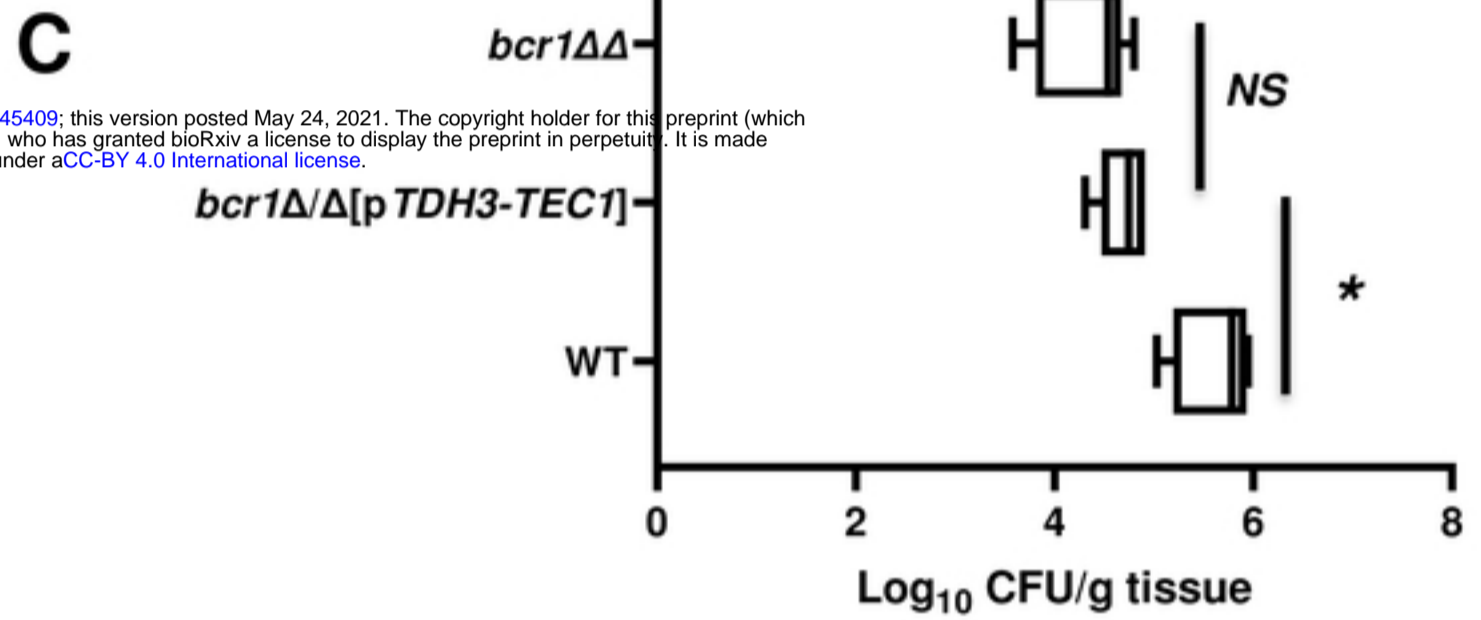 C
bcr1ΔΔ
NS
45409; this version posted May 24, 2021. The copyright holder for this preprint (which
who has granted bioRxiv a license to display the preprint in perpetuity. It is made
under aCC-BY 4.0 International license.
bcr1Δ/Δ[pTDH3-TEC1]
*
WT
0 2 4 6 8
Log₁₀ CFU/g tissue